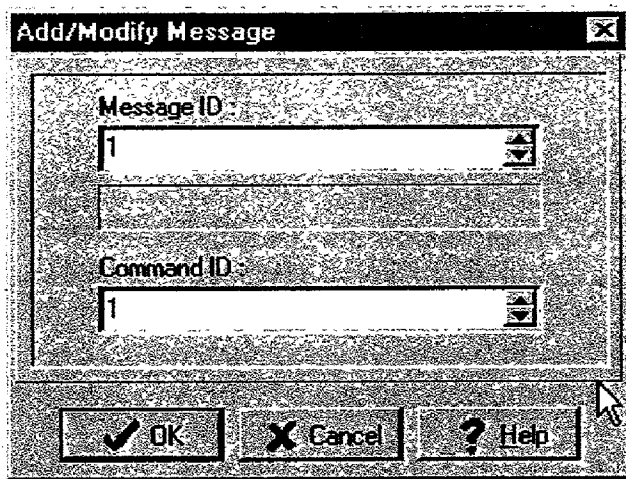 Add/Modify Message
Message ID :
1
Command ID :
1
OK Cancel Help